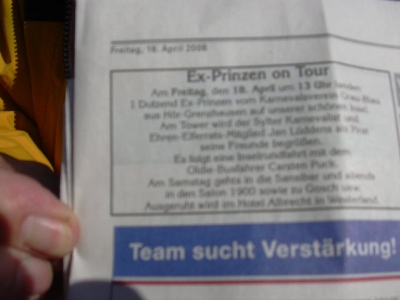 Freitag, 18. April 2008
Ex-Prinzen on Tour
Am Freitag, den 18. April um 13 Uhr landen
1 Dutzend Ex-Prinzen vom Karnevalsverein Grau-Blau
aus Hör-Grenzhausen auf unserer schönen Insel.
Am Tower wird der Sylter Karnevalist und
Ehren-Elferrats-Mitglied Jan Lüddens als Pirat
seine Freunde begrüßen.
Es folgt eine Inselrundfahrt mit dem
Oldie-Busfahrer Carsten Puck.
Am Samstag gehts in die Sansibar und abends
in den Salon 1900 sowie zu Gosch usw.
Ausgeruht wird im Hotel Albrecht in Westerland.
Team sucht Verstärkung!